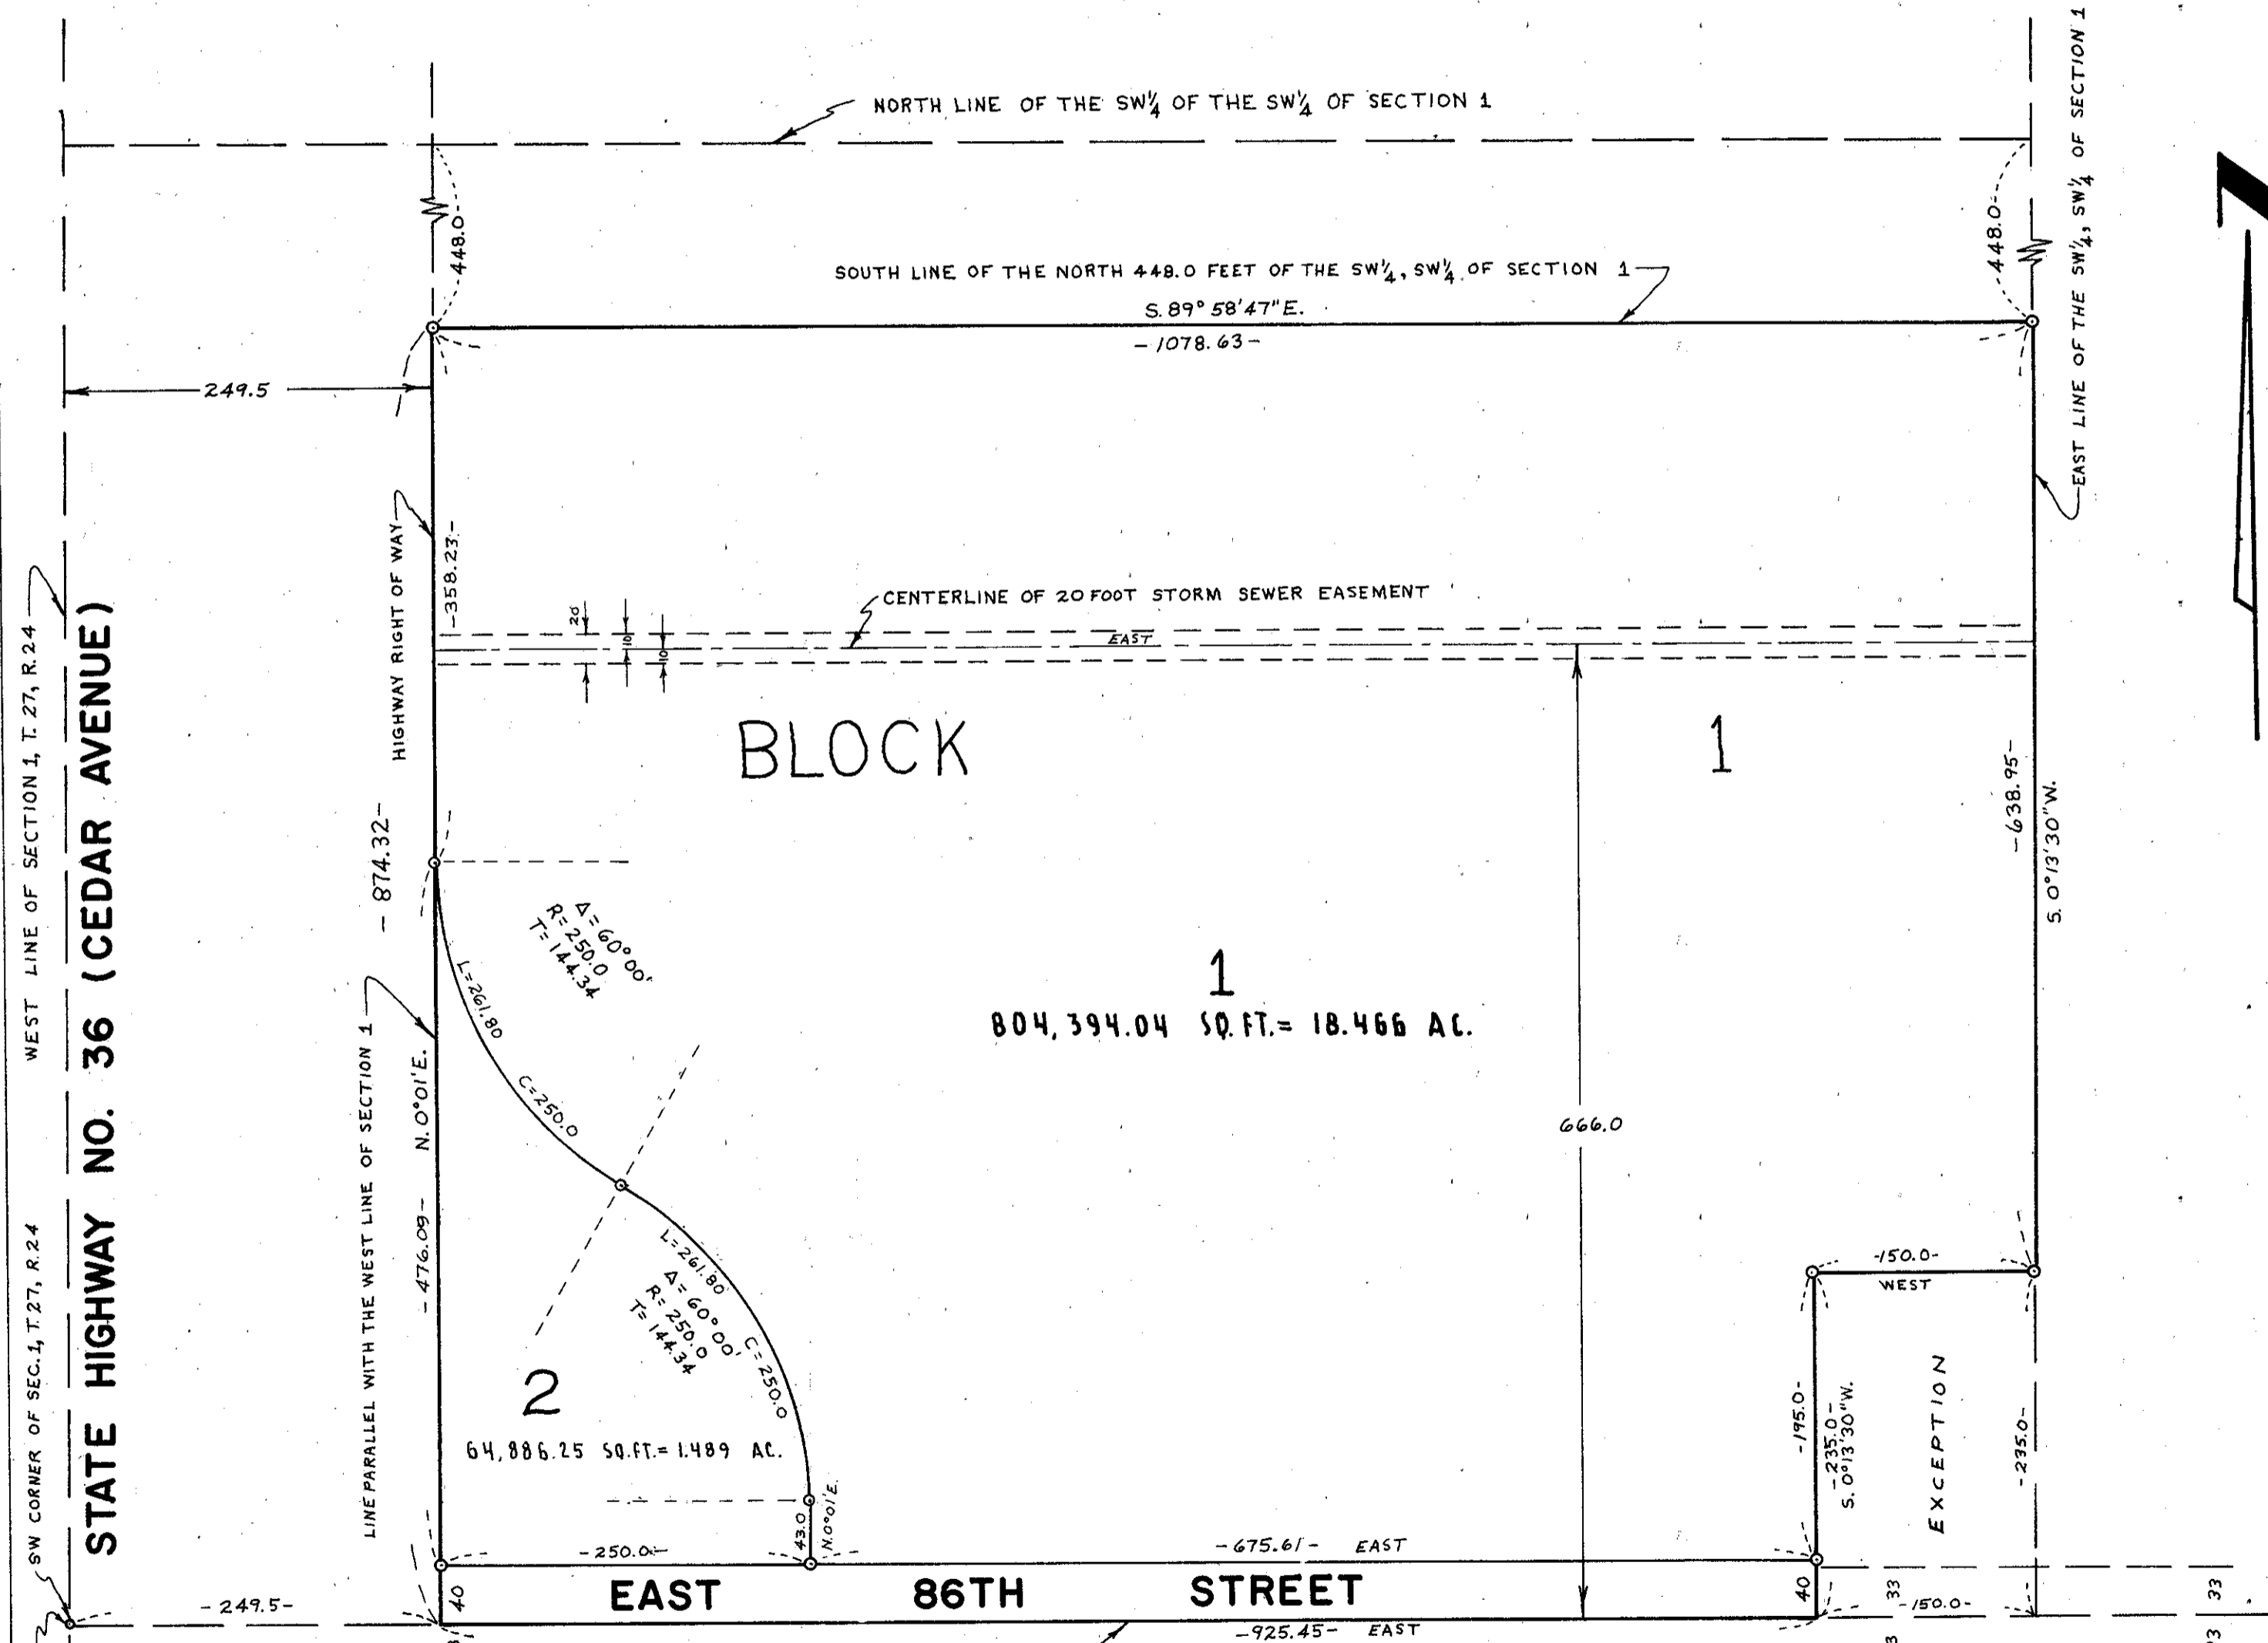 NORTH LINE OF THE SW¼ OF THE SW¼ OF SECTION 1
EAST LINE OF THE SW¼, SW¼ OF SECTION 1
-448.0-
-448.0-
SOUTH LINE OF THE NORTH 448.0 FEET OF THE SW¼, SW¼ OF SECTION 1
S. 89° 58' 47" E.
-1078.63-
249.5
HIGHWAY RIGHT OF WAY
-358.23-
CENTERLINE OF 20 FOOT STORM SEWER EASEMENT
20
10
10
EAST
BLOCK 1
WEST LINE OF SECTION 1, T. 27, R. 24
STATE HIGHWAY NO. 36 (CEDAR AVENUE)
-874.32-
-638.95-
S. 0°13'30"W.
Δ = 60°00'
R = 250.0
T = 144.34
L=261.80
C=250.0
1
804,394.04 SQ.FT.= 18.466 AC.
666.0
LINE PARALLEL WITH THE WEST LINE OF SECTION 1
N. 0°01'E.
-476.09-
L=261.80
Δ = 60°00'
R = 250.0
T = 144.34
C=250.0
2
64,886.25 SQ.FT.= 1.489 AC.
-150.0-
WEST
-195.0-
-235.0-
S. 0°13'30"W.
EXCEPTION
-235.0-
SW CORNER OF SEC. 1, T. 27, R. 24
43.0
N.0°01'E.
-250.0-
-675.61- EAST
40
EAST 86TH STREET
40
33
33
-249.5-
-150.0-
-925.45- EAST